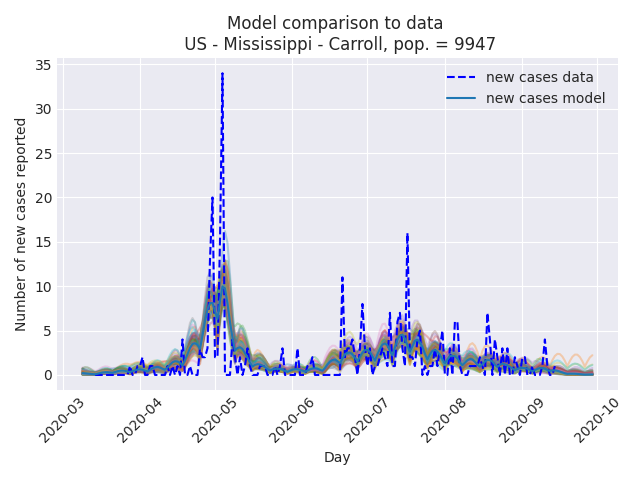 Model comparison to data
US - Mississippi - Carroll, pop. = 9947
new cases data
new cases model
Number of new cases reported
35
30
25
20
15
10
5
0
2020-03
2020-04
2020-05
2020-06
2020-07
2020-08
2020-09
2020-10
Day